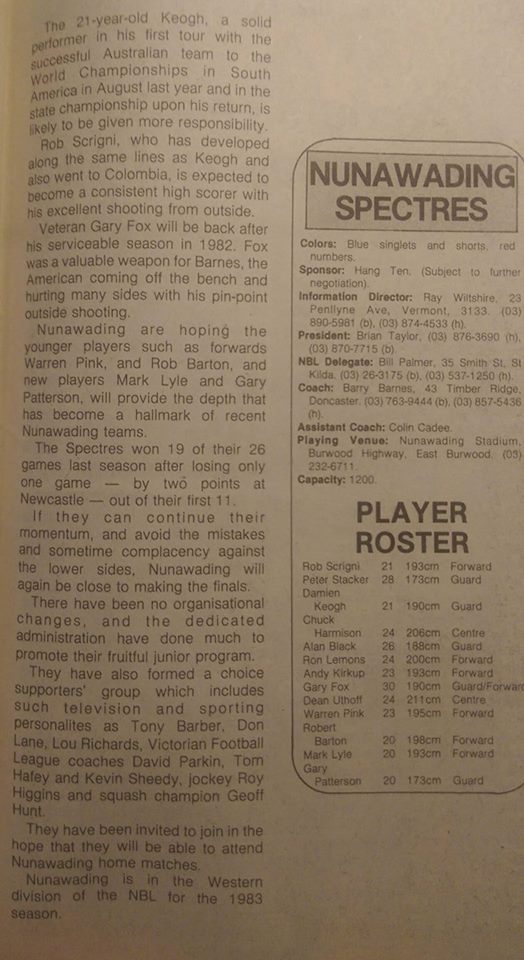 The 21-year-old Keogh, a solid
performer in his first tour with the
successful Australian team to the
World Championships in South
America in August last year and in the
state championship upon his return, is
likely to be given more responsibility.
Rob Scrigni, who has developed
along the same lines as Keogh and
also went to Colombia, is expected to
become a consistent high scorer with
his excellent shooting from outside.
Veteran Gary Fox will be back after
his serviceable season in 1982. Fox
was a valuable weapon for Barnes, the
American coming off the bench and
hurting many sides with his pin-point
outside shooting.
Nunawading are hoping the
younger players such as forwards
Warren Pink, and Rob Barton, and
new players Mark Lyle and Gary
Patterson, will provide the depth that
has become a hallmark of recent
Nunawading teams.
The Spectres won 19 of their 26
games last season after losing only
one game — by two points at
Newcastle — out of their first 11.
If they can continue their
momentum, and avoid the mistakes
and sometime complacency against
the lower sides, Nunawading will
again be close to making the finals.
There have been no organisational
changes, and the dedicated
administration have done much to
promote their fruitful junior program.
They have also formed a choice
supporters' group which includes
such television and sporting
personalites as Tony Barber, Don
Lane, Lou Richards, Victorian Football
League coaches David Parkin, Tom
Hafey and Kevin Sheedy, jockey Roy
Higgins and squash champion Geoff
Hunt.
They have been invited to join in the
hope that they will be able to attend
Nunawading home matches.
Nunawading is in the Western
division of the NBL for the 1983
season.
NUNAWADING
SPECTRES
Colors: Blue singlets and shorts, red
numbers.
Sponsor: Hang Ten. (Subject to further
negotiation).
Information Director: Ray Wiltshire, 23
Penllyne Ave, Vermont, 3133. (03)
890-5981 (b), (03) 874-4533 (h).
President: Brian Taylor, (03) 876-3690 (h),
(03) 870-7715 (b).
NBL Delegate: Bill Palmer, 35 Smith St, St
Kilda. (03) 26-3175 (b), (03) 537-1250 (h).
Coach: Barry Barnes, 43 Timber Ridge,
Doncaster. (03) 763-9444 (b), (03) 857-5436
(h).
Assistant Coach: Colin Cadee.
Playing Venue: Nunawading Stadium,
Burwood Highway, East Burwood. (03)
232-6711.
Capacity: 1200.
PLAYER
ROSTER
Rob Scrigni 21 193cm Forward
Peter Stacker 28 173cm Guard
Damien
Keogh 21 190cm Guard
Chuck
Harmison 24 206cm Centre
Alan Black 26 188cm Guard
Ron Lemons 24 200cm Forward
Andy Kirkup 23 193cm Forward
Gary Fox 30 190cm Guard/Forward
Dean Uthoff 24 211cm Centre
Warren Pink 23 195cm Forward
Robert
Barton 20 198cm Forward
Mark Lyle 20 193cm Forward
Gary
Patterson 20 173cm Guard